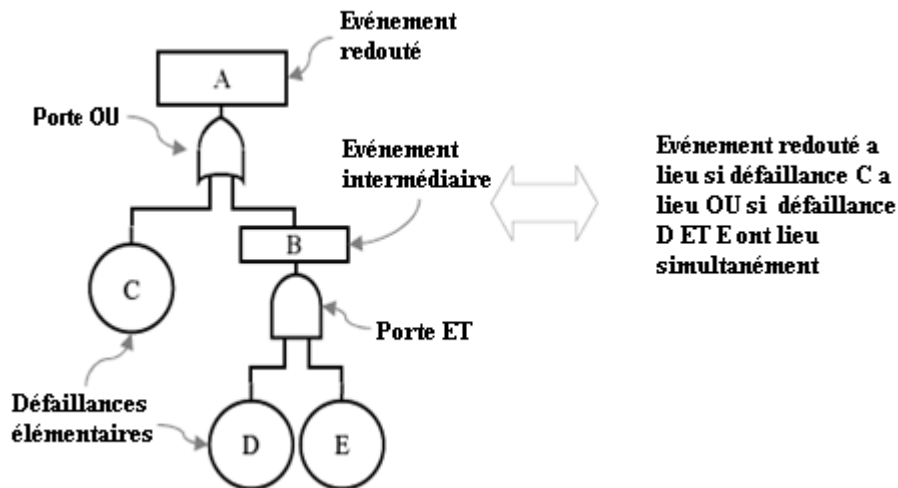 Evénement
redouté
A
Porte OU
Evénement
intermédiaire
Evénement redouté a
lieu si défaillance C a
lieu OU si défaillance
D ET E ont lieu
simultanément
B
C
Porte ET
Défaillances
élémentaires
D
E